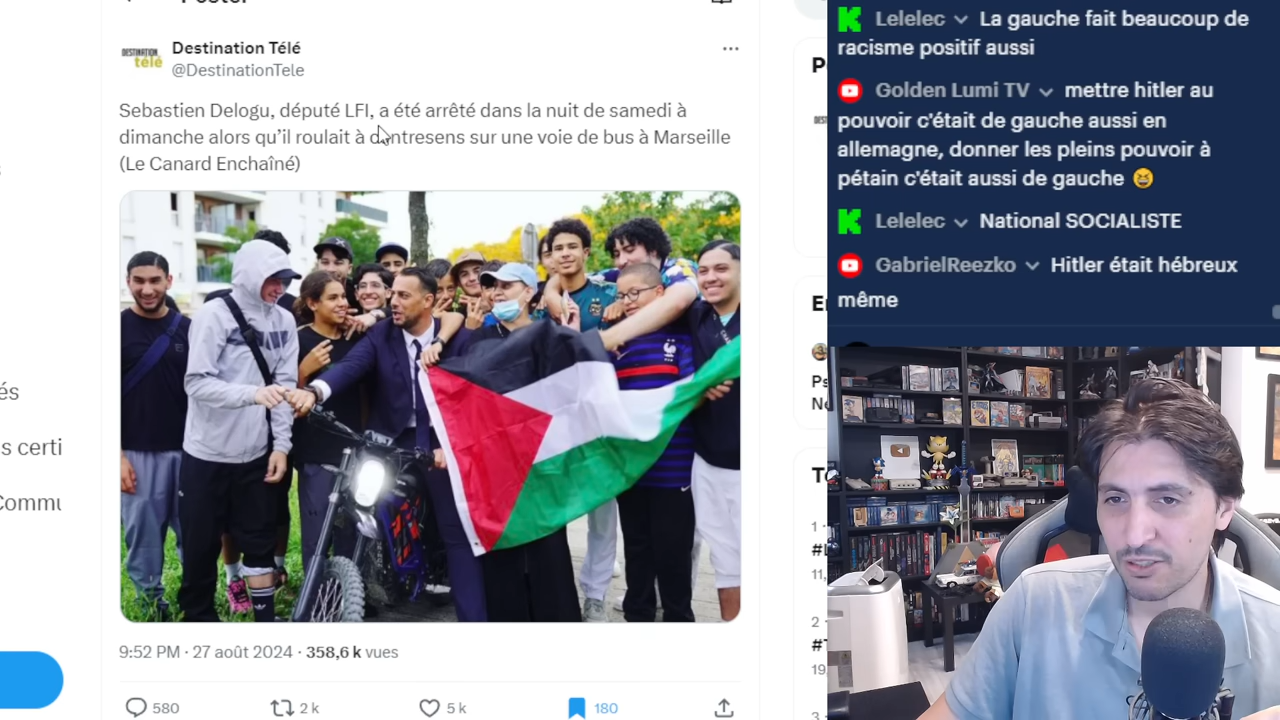 Destination Télé
@DestinationTele
Sebastien Delogu, député LFI, a été arrêté dans la nuit de samedi à
dimanche alors qu’il roulait à contresens sur une voie de bus à Marseille
(Le Canard Enchaîné)
9:52 PM · 27 août 2024 · 358,6 k vues
580
2 k
5 k
180
és
s certi
Commu
Lelelec La gauche fait beaucoup de
racisme positif aussi
Golden Lumi TV mettre hitler au
pouvoir c'était de gauche aussi en
allemagne, donner les pleins pouvoir à
pétain c'était aussi de gauche 😆
Lelelec National SOCIALISTE
GabrielReezko Hitler était hébreux
même